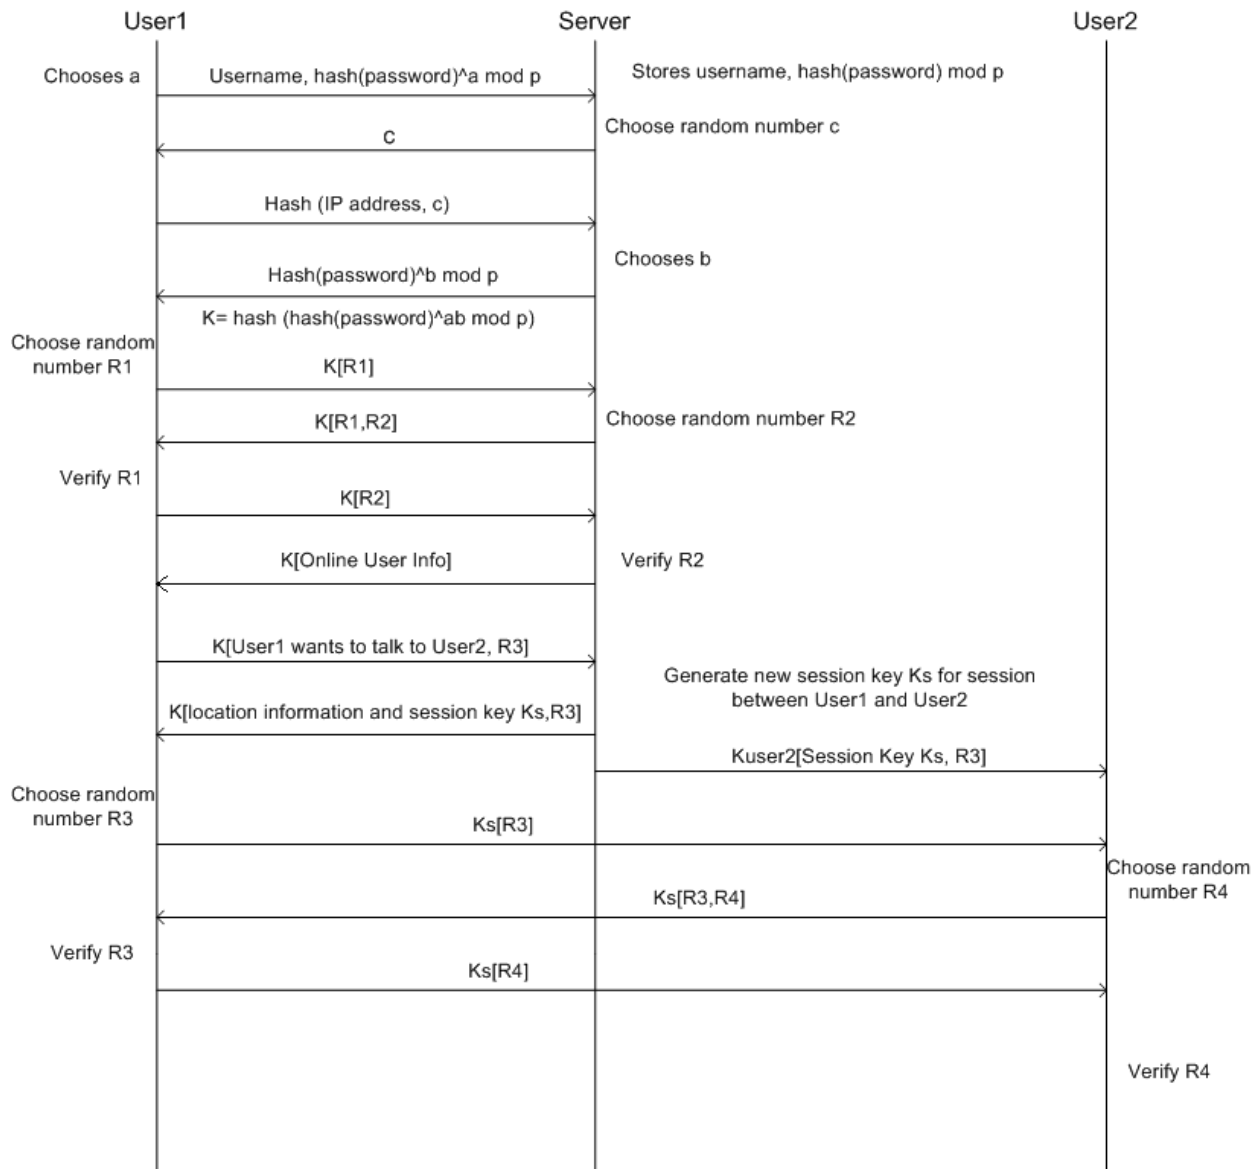 User1
Server
User2
Chooses a
Username, hash(password)^a mod p
Stores username, hash(password) mod p
Choose random number c
c
Hash (IP address, c)
Chooses b
Hash(password)^b mod p
K= hash (hash(password)^ab mod p)
Choose random
number R1
K[R1]
Choose random number R2
K[R1,R2]
Verify R1
K[R2]
K[Online User Info]
Verify R2
K[User1 wants to talk to User2, R3]
Generate new session key Ks for session
between User1 and User2
K[location information and session key Ks,R3]
Kuser2[Session Key Ks, R3]
Choose random
number R3
Ks[R3]
Choose random
number R4
Ks[R3,R4]
Verify R3
Ks[R4]
Verify R4